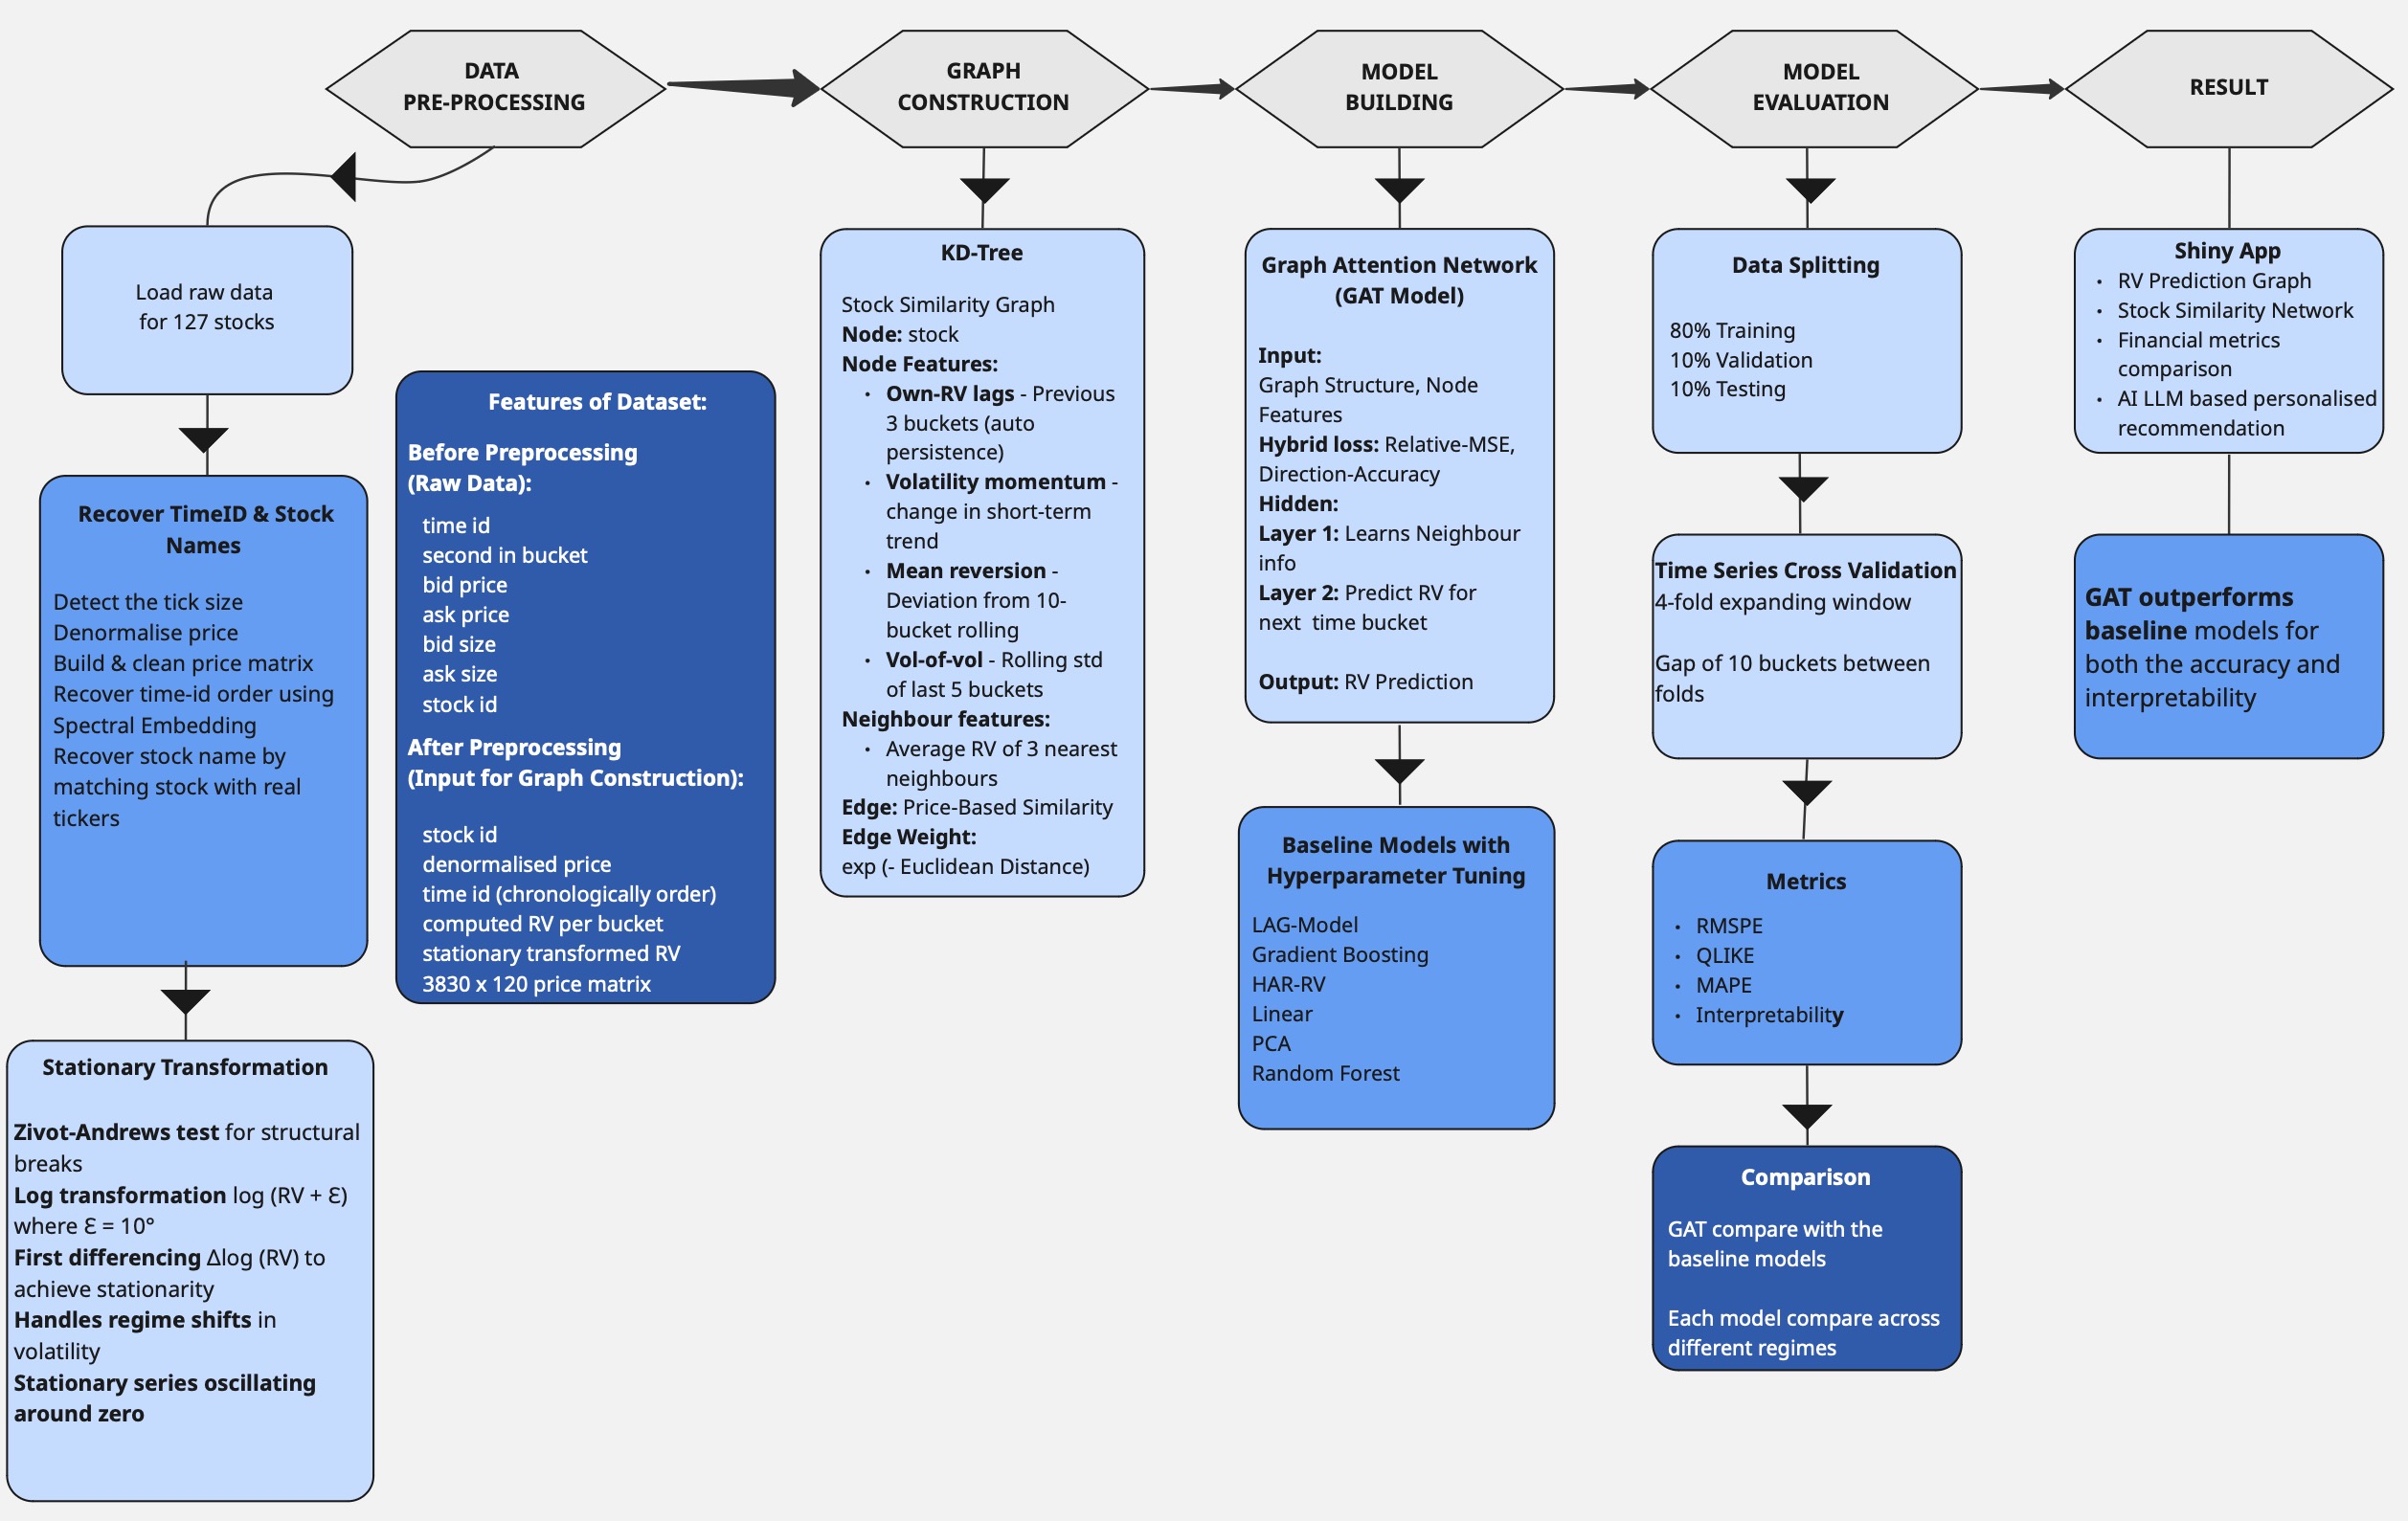 DATA
PRE-PROCESSING
GRAPH
CONSTRUCTION
MODEL
BUILDING
MODEL
EVALUATION
RESULT
Load raw data
for 127 stocks
Recover TimeID & Stock
Names
Detect the tick size
Denormalise price
Build & clean price matrix
Recover time-id order using
Spectral Embedding
Recover stock name by
matching stock with real
tickers
Stationary Transformation
Zivot-Andrews test for structural
breaks
Log transformation log (RV + Ɛ)
where Ɛ = 10°
First differencing Δlog (RV) to
achieve stationarity
Handles regime shifts in
volatility
Stationary series oscillating
around zero
Features of Dataset:
Before Preprocessing
(Raw Data):
time id
second in bucket
bid price
ask price
bid size
ask size
stock id
After Preprocessing
(Input for Graph Construction):
stock id
denormalised price
time id (chronologically order)
computed RV per bucket
stationary transformed RV
3830 x 120 price matrix
KD-Tree
Stock Similarity Graph
Node: stock
Node Features:
• Own-RV lags - Previous
3 buckets (auto
persistence)
• Volatility momentum -
change in short-term
trend
• Mean reversion -
Deviation from 10-
bucket rolling
• Vol-of-vol - Rolling std
of last 5 buckets
Neighbour features:
• Average RV of 3 nearest
neighbours
Edge: Price-Based Similarity
Edge Weight:
exp (- Euclidean Distance)
Graph Attention Network
(GAT Model)
Input:
Graph Structure, Node
Features
Hybrid loss: Relative-MSE,
Direction-Accuracy
Hidden:
Layer 1: Learns Neighbour
info
Layer 2: Predict RV for
next time bucket
Output: RV Prediction
Baseline Models with
Hyperparameter Tuning
LAG-Model
Gradient Boosting
HAR-RV
Linear
PCA
Random Forest
Data Splitting
80% Training
10% Validation
10% Testing
Time Series Cross Validation
4-fold expanding window
Gap of 10 buckets between
folds
Metrics
• RMSPE
• QLIKE
• MAPE
• Interpretability
Comparison
GAT compare with the
baseline models
Each model compare across
different regimes
Shiny App
• RV Prediction Graph
• Stock Similarity Network
• Financial metrics
comparison
• AI LLM based personalised
recommendation
GAT outperforms
baseline models for
both the accuracy and
interpretability